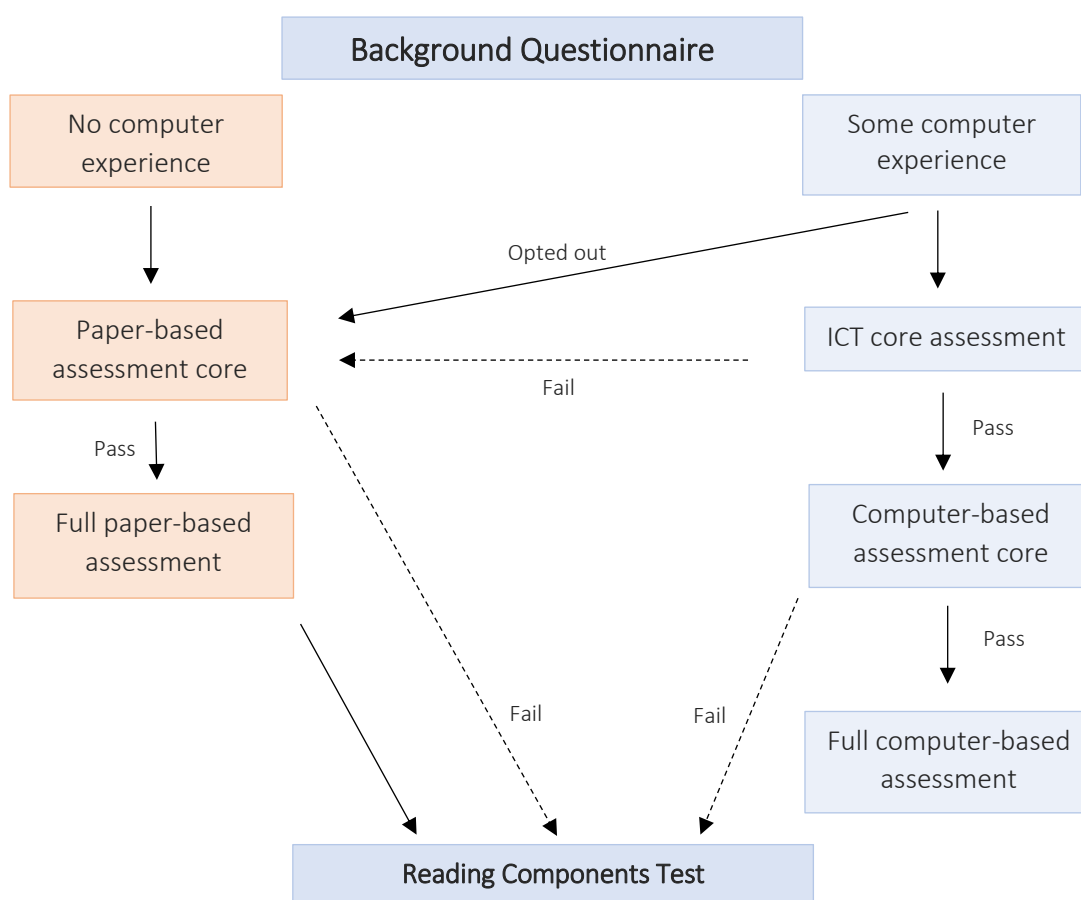 Background Questionnaire
No computer
experience
Some computer
experience
Opted out
Paper-based
assessment core
ICT core assessment
Fail
Pass
Pass
Full paper-based
assessment
Computer-based
assessment core
Pass
Fail
Fail
Full computer-based
assessment
Reading Components Test